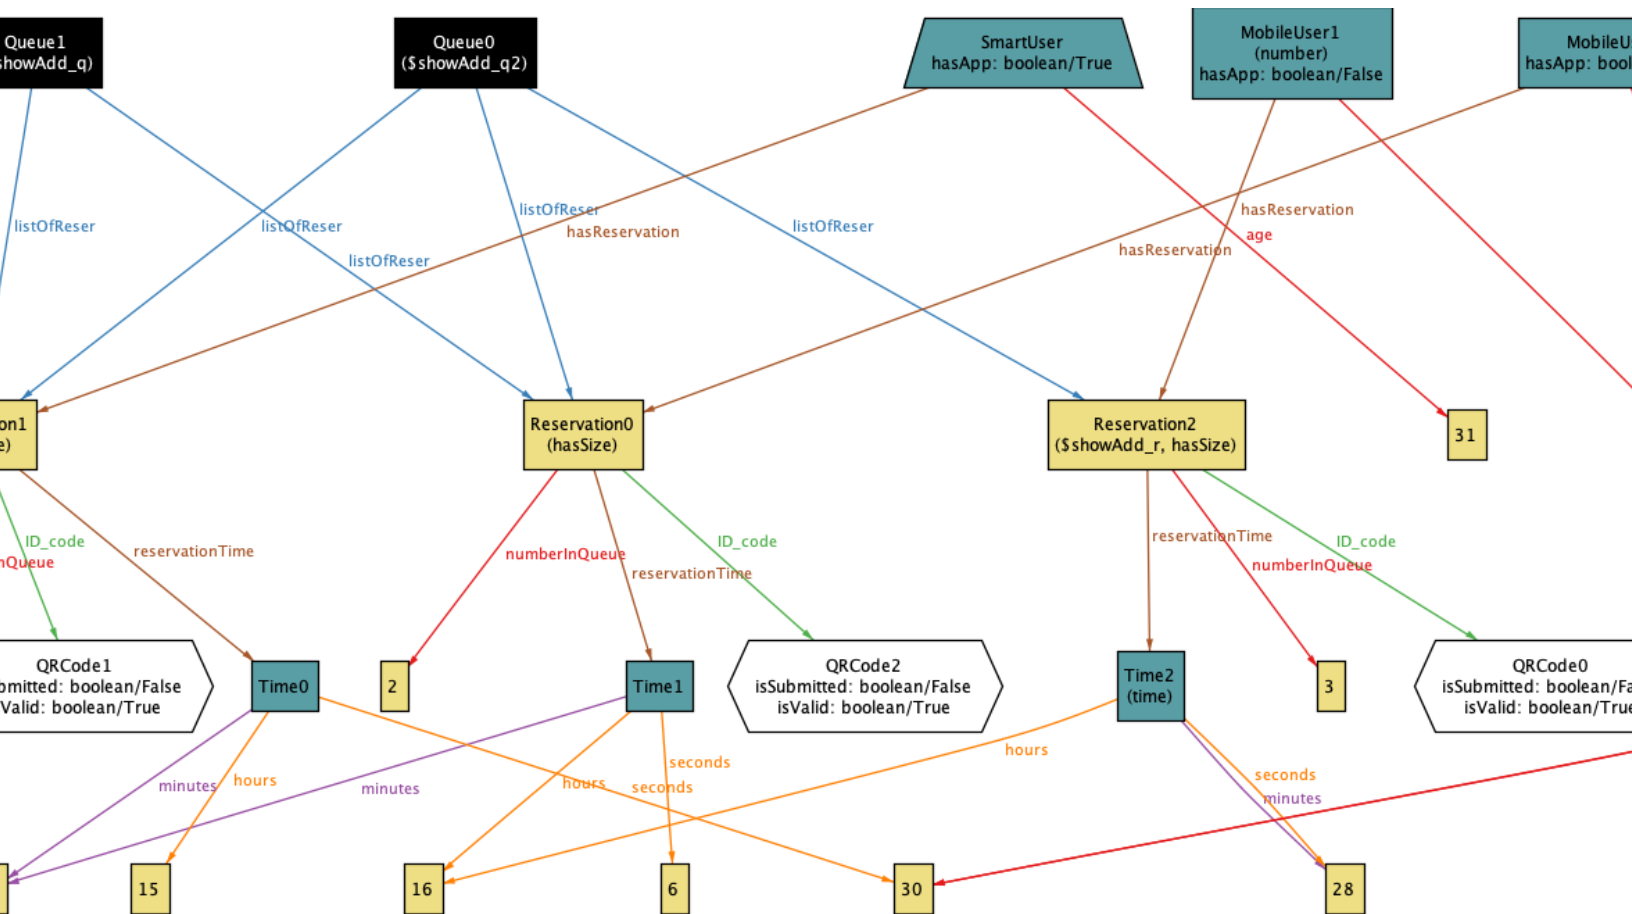 Queue1
showAdd_q)
Queue0
($showAdd_q2)
SmartUser
hasApp: boolean/True
MobileUser1
(number)
hasApp: boolean/False
hasApp:
listOfReser
listOfReser
listOfReser
listOfReser
hasReservation
listOfReser
hasReservation
hasReservation
age
Reservation0
(hasSize)
Reservation2
($showAdd_r, hasSize)
31
ID_code
reservationTime
numberInQueue
reservationTime
ID_code
reservationTime
numberInQueue
ID_code
QRCode1
boolean/False
boolean/True
Time0
2
Time1
QRCode2
isSubmitted: boolean/False
isValid: boolean/True
Time2
(time)
3
QRCode0
isSubmitted:
isValid: boolean/True
minutes
hours
minutes
hours
seconds
seconds
hours
seconds
minutes
15
16
6
30
28